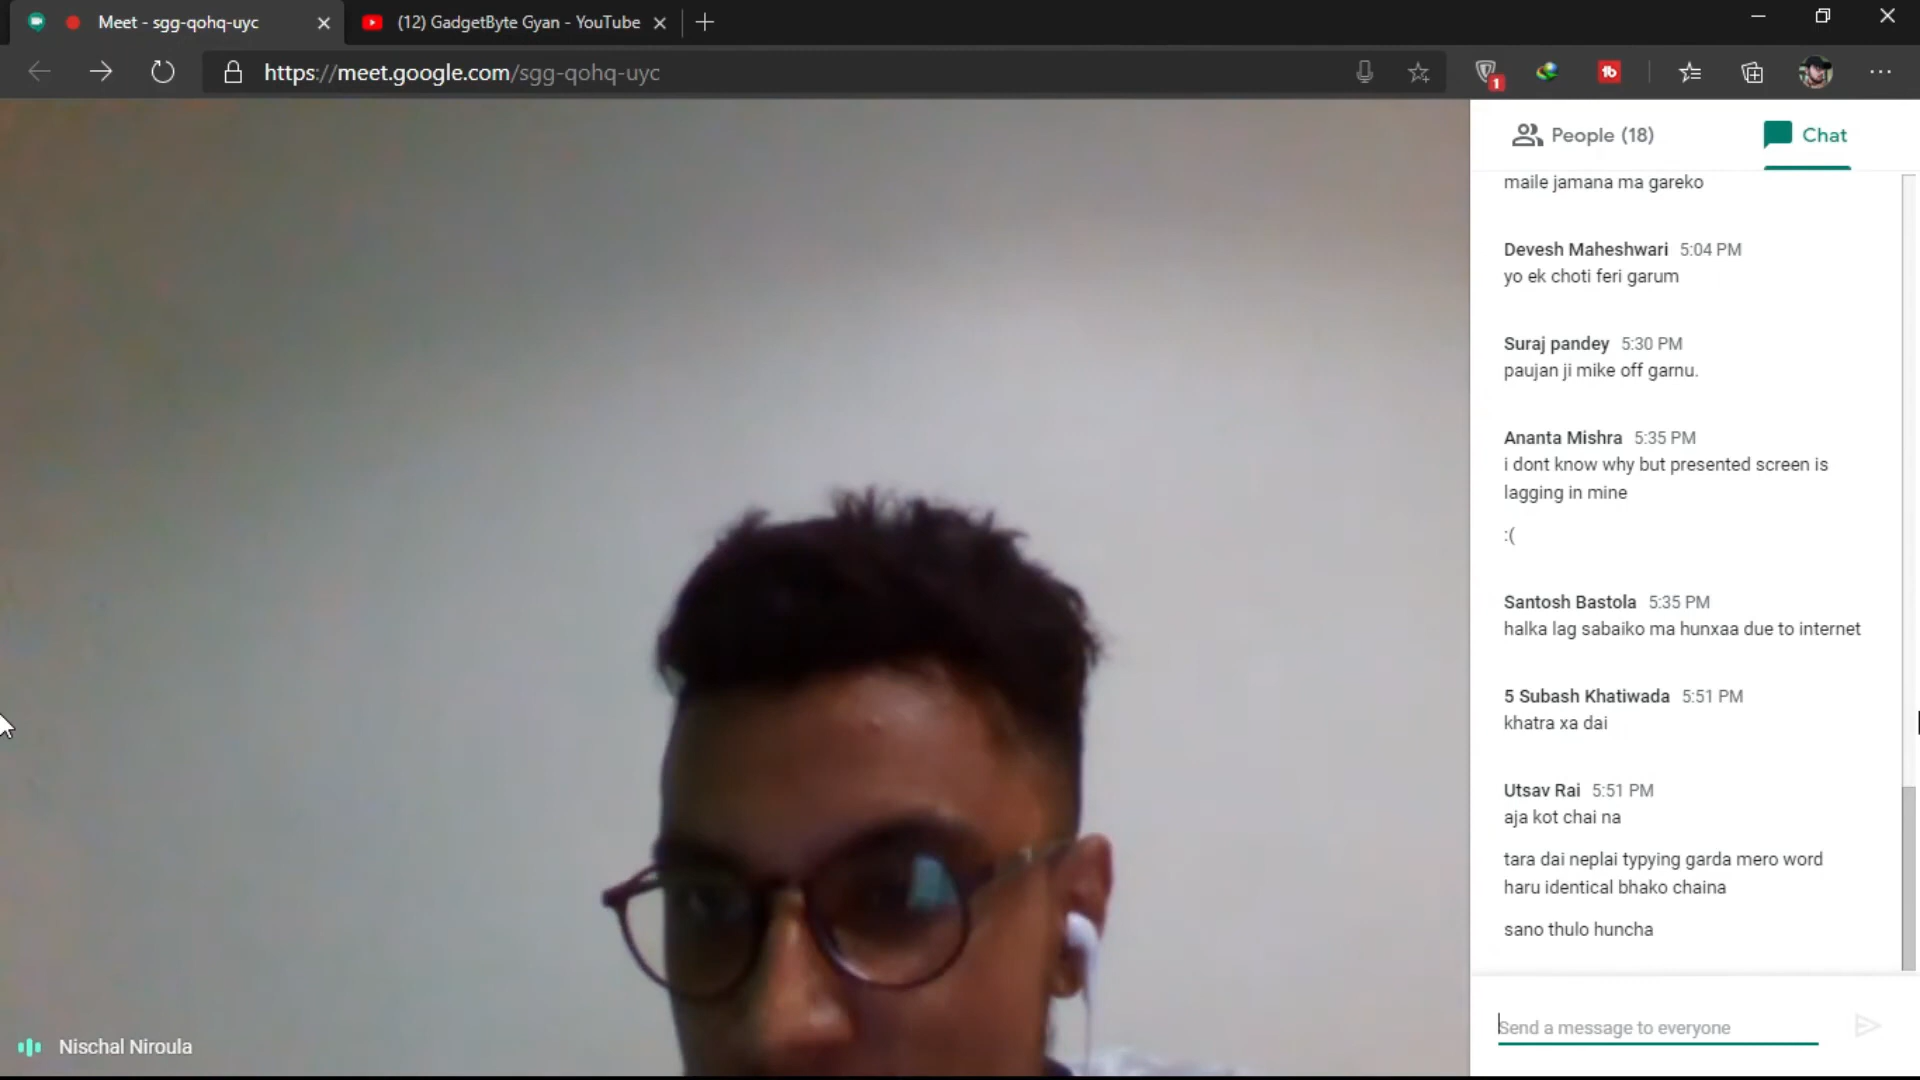 Meet - sgg-qohq-uyc
(12) GadgetByte Gyan - YouTube
https://meet.google.com/sgg-qohq-uyc
1
People (18)
Chat
maile jamana ma gareko
Devesh Maheshwari 5:04 PM
yo ek choti feri garum
Suraj pandey 5:30 PM
paujan ji mike off garnu.
Ananta Mishra 5:35 PM
i dont know why but presented screen is
lagging in mine
:(
Santosh Bastola 5:35 PM
halka lag sabaiko ma hunxaa due to internet
5 Subash Khatiwada 5:51 PM
khatra xa dai
Utsav Rai 5:51 PM
aja kot chai na
tara dai neplai typying garda mero word
haru identical bhako chaina
sano thulo huncha
Send a message to everyone
Nischal Niroula